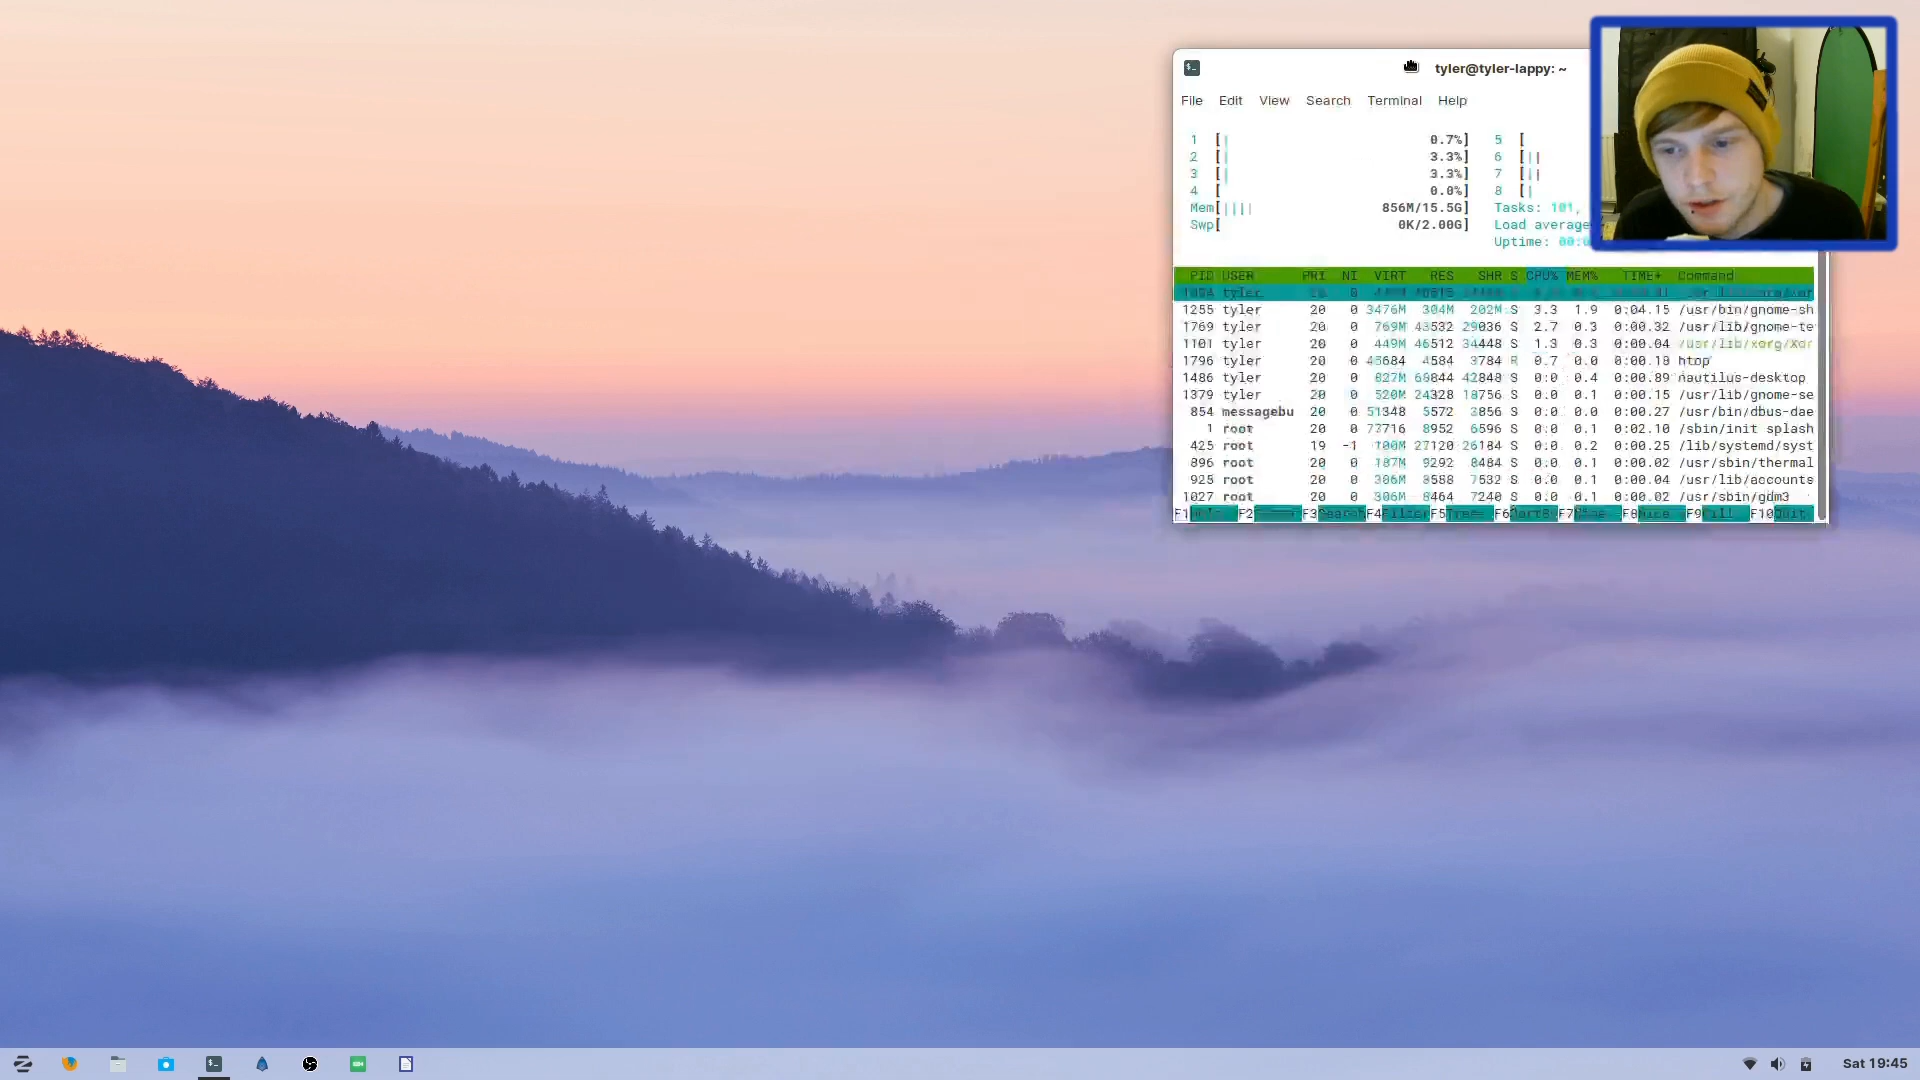 tyler@tyler-lappy: ~
File Edit View Search Terminal Help
1 [| 0.7%] 5 [
2 [| 3.3%] 6 [||
3 [| 3.3%] 7 [||
4 [ 0.0%] 8 [|
Mem[|||| 856M/15.5G] Tasks: 101,
Swp[ 0K/2.00G] Load average
Uptime: 00:0
PID USER PRI NI VIRT RES SHR S CPU% MEM% TIME+ Command
tyler 20 0
1255 tyler 20 0 3476M 304M 202M S 3.3 1.9 0:04.15 /usr/bin/gnome-sh
1769 tyler 20 0 769M 43532 29036 S 2.7 0.3 0:00.32 /usr/lib/gnome-te
1101 tyler 20 0 449M 46512 34448 S 1.3 0.3 0:00.04 /usr/lib/xorg/Xor
1796 tyler 20 0 45684 4584 3784 R 0.7 0.0 0:00.18 htop
1486 tyler 20 0 827M 60844 42848 S 0.0 0.4 0:00.89 nautilus-desktop
1379 tyler 20 0 520M 24328 18756 S 0.0 0.1 0:00.14 /usr/lib/gnome-se
854 messagebu 20 0 51348 5572 3856 S 0.0 0.0 0:00.27 /usr/bin/dbus-dae
1 root 20 0 77716 8952 6596 S 0.0 0.1 0:02.10 /sbin/init splash
425 root 19 -1 100M 27120 26184 S 0.0 0.2 0:00.25 /lib/systemd/syst
896 root 20 0 187M 9292 8484 S 0.0 0.1 0:00.02 /usr/sbin/thermal
925 root 20 0 306M 8588 7532 S 0.0 0.1 0:00.04 /usr/lib/accounts
1027 root 20 0 306M 8464 7240 S 0.0 0.1 0:00.02 /usr/sbin/gdm3
F1 F2 F3Search F4Filter F5Tree F6SortBy F7Nice F8Nice F9Kill F10Quit
Sat 19:45